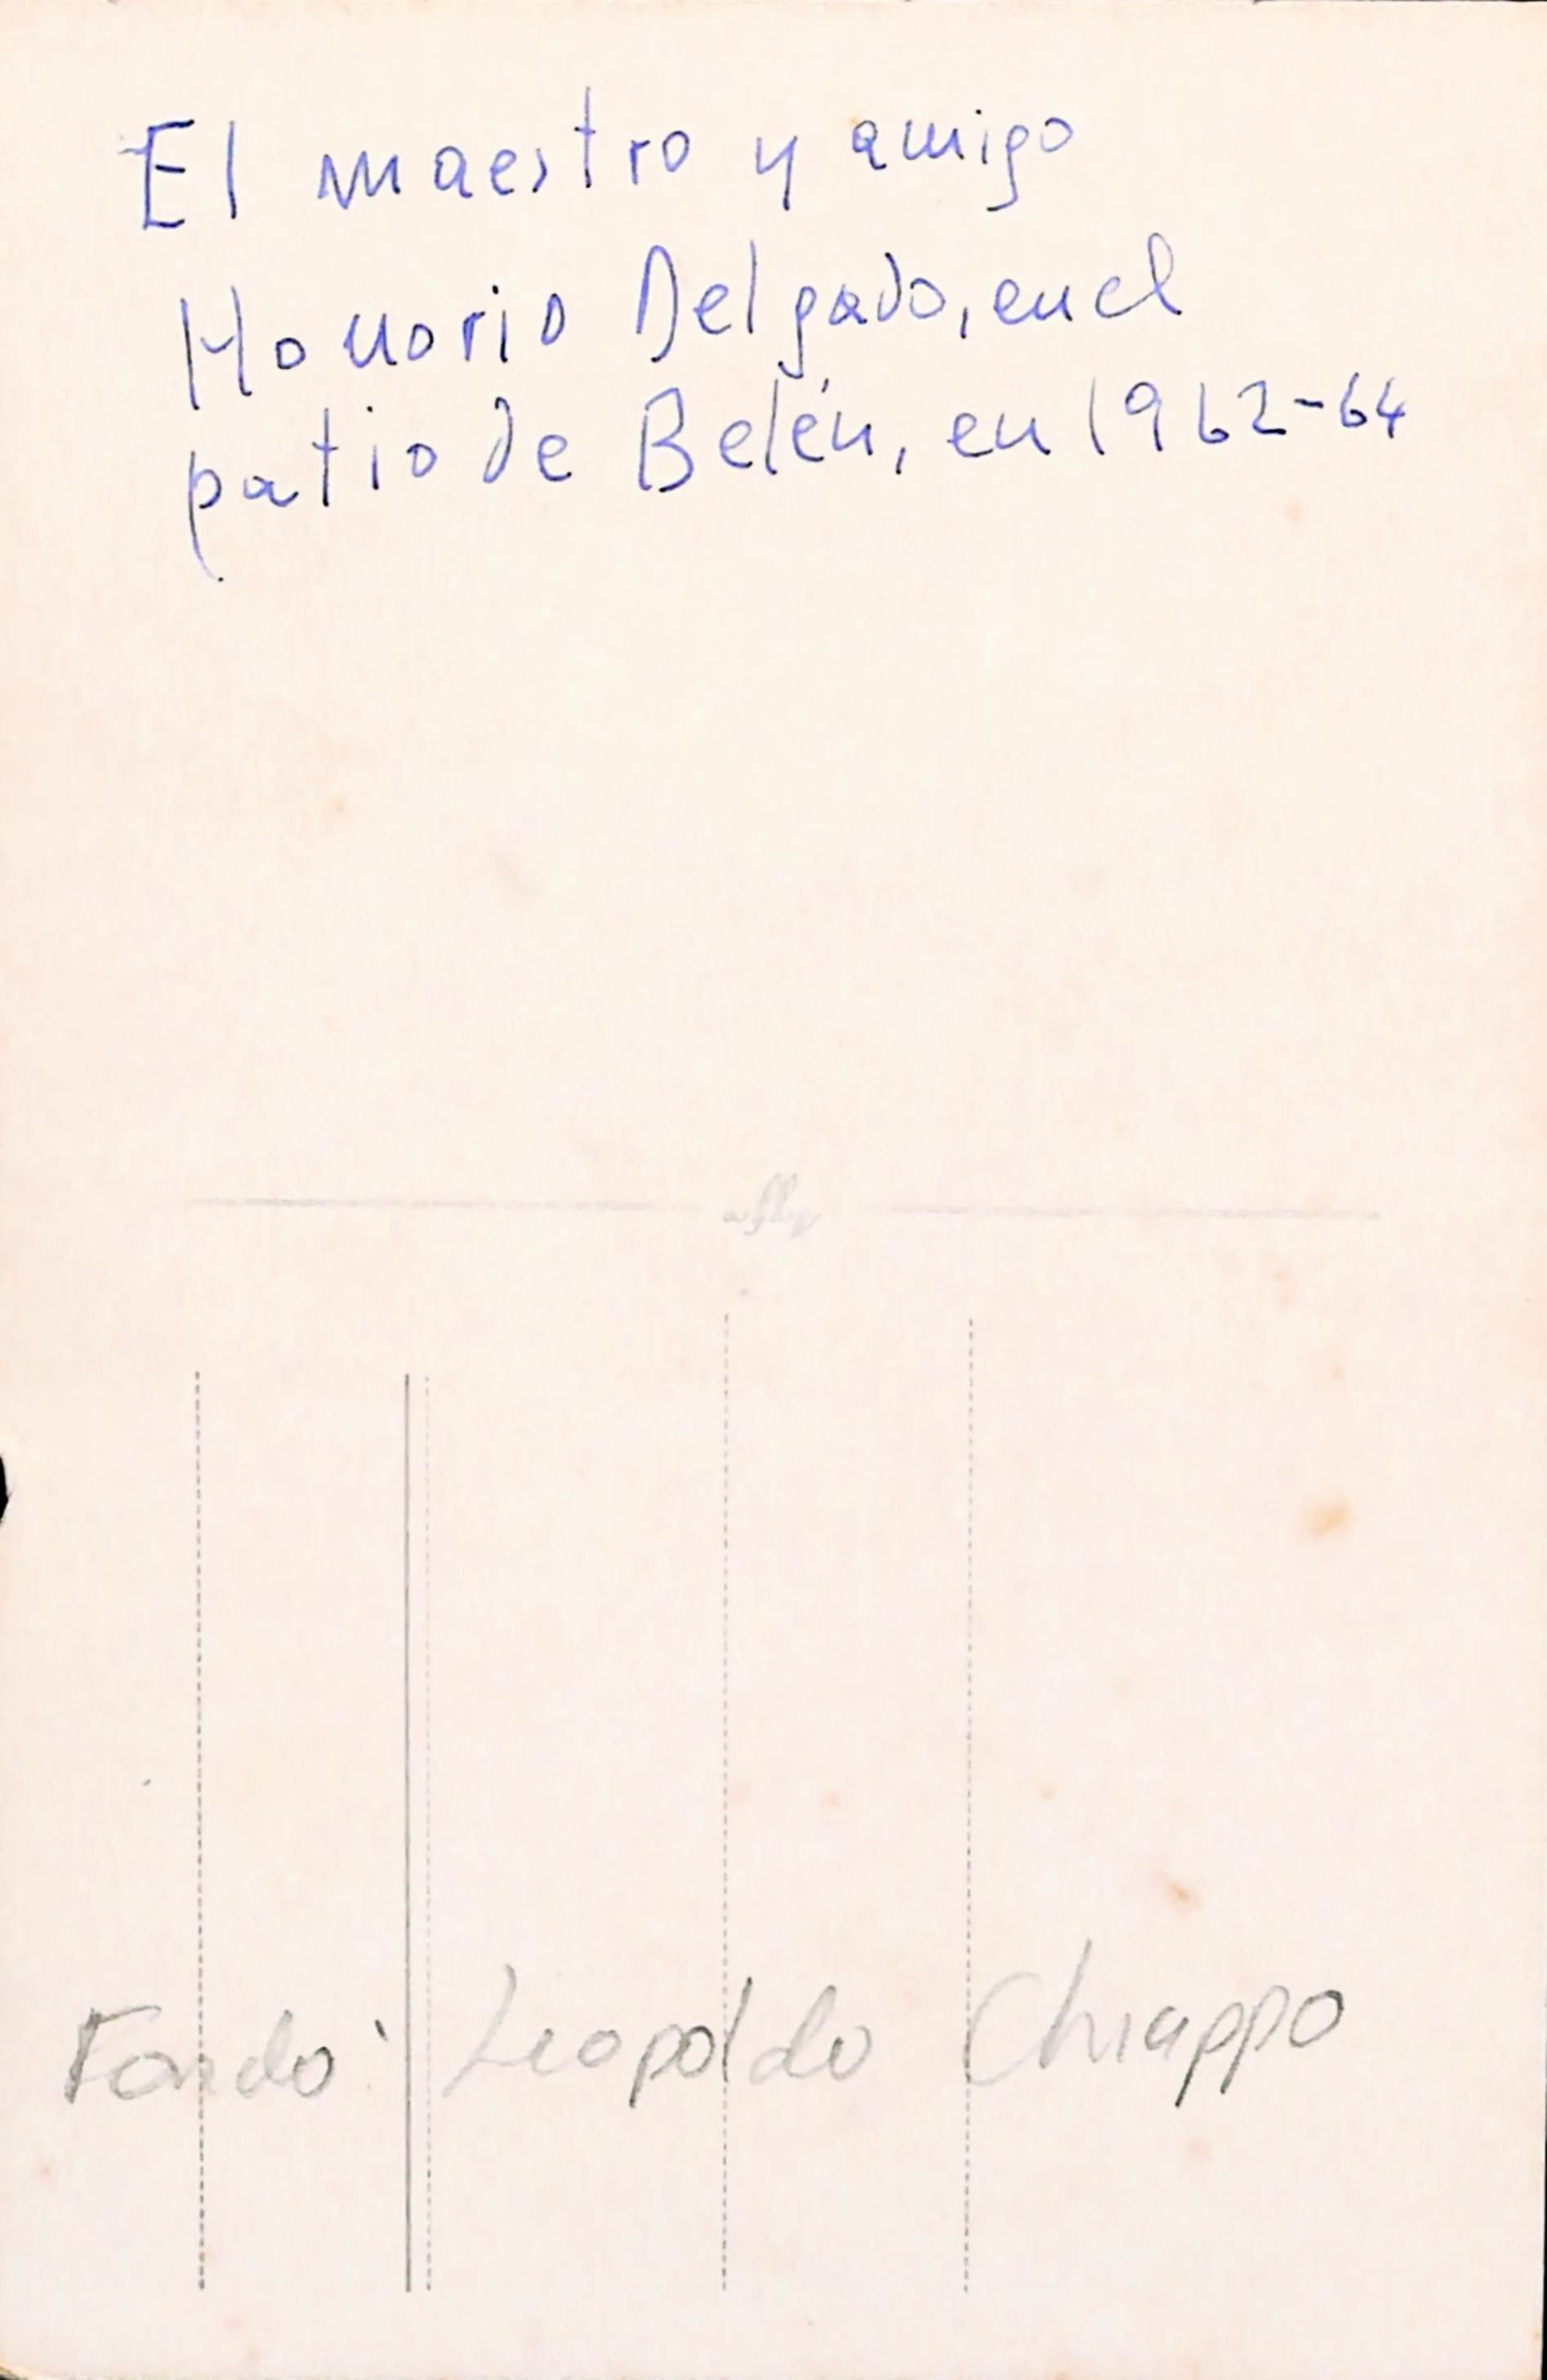 El maestro y amigo
Honorio Delgado, en el
patio de Belén, en 1962-64
Fondo: Leopoldo Chiappo